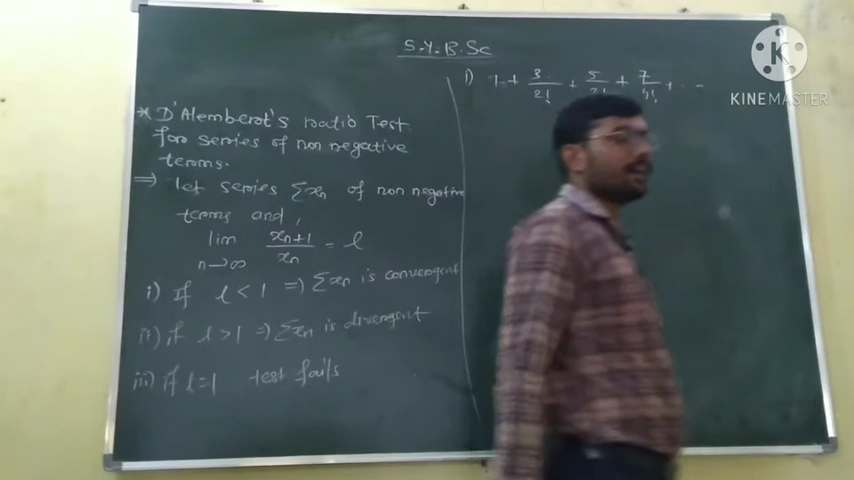 S.Y.B.Sc
* D'Alembert's ratio Test
for series of non negative
terms.
⇒ let series Σxn of non negative
terms and,
lim xn+1/xn = l
n→∞
i) If l < 1 ⇒ Σxn is convergent
ii) if l > 1 ⇒ Σxn is divergent
iii) if l = 1 test fails
1) 1 + 3/2! + 5/3! + 7/4! + ...
KINEMASTER